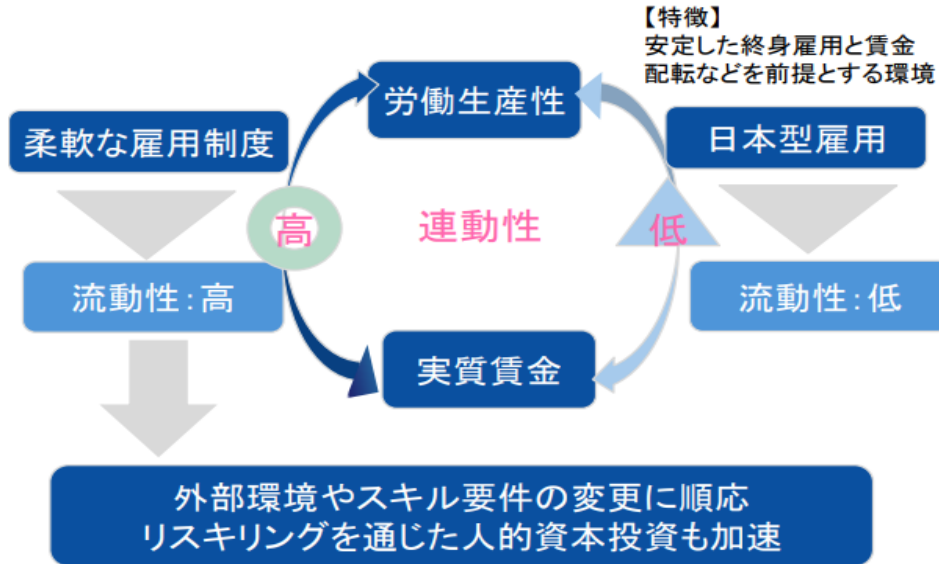 【特徴】
安定した終身雇用と賃金
配転などを前提とする環境
労働生産性
柔軟な雇用制度
日本型雇用
高
連動性
低
流動性：高
流動性：低
実質賃金
外部環境やスキル要件の変更に順応
リスキリングを通じた人的資本投資も加速